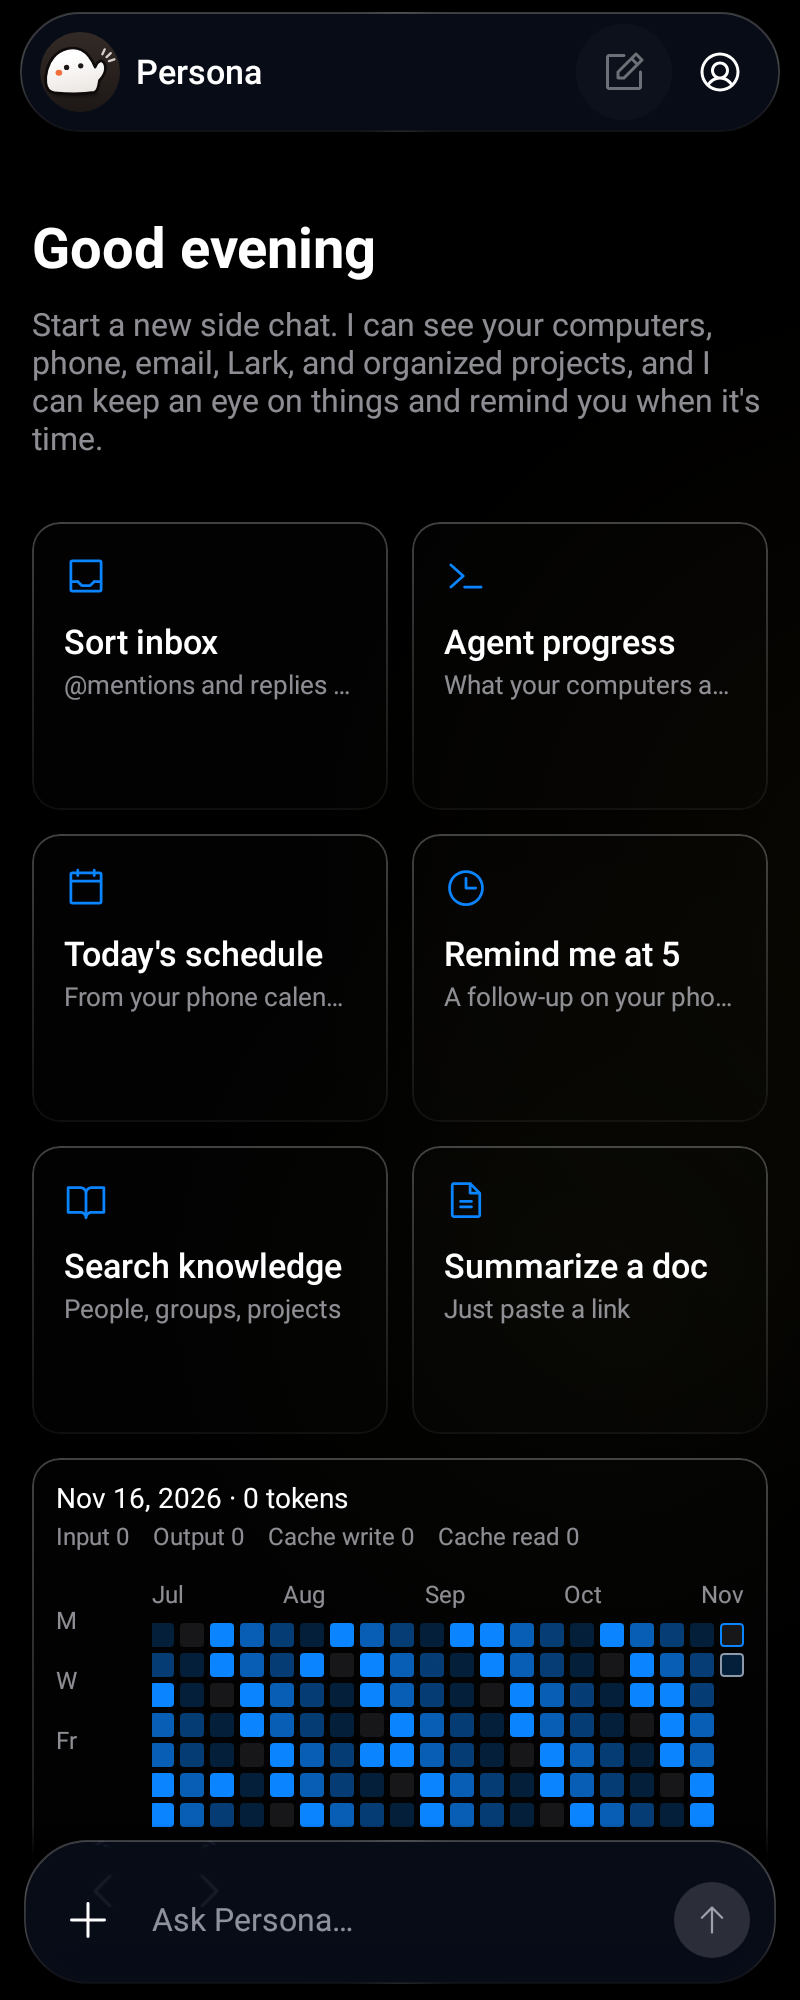 Persona
Good evening
Start a new side chat. I can see your computers,
phone, email, Lark, and organized projects, and I
can keep an eye on things and remind you when it's
time.
Sort inbox
@mentions and replies ...
Agent progress
What your computers a...
Today's schedule
From your phone calen...
Remind me at 5
A follow-up on your pho...
Search knowledge
People, groups, projects
Summarize a doc
Just paste a link
Nov 16, 2026 · 0 tokens
Input 0 Output 0 Cache write 0 Cache read 0
Jul Aug Sep Oct Nov
M
W
Fr
Ask Persona...